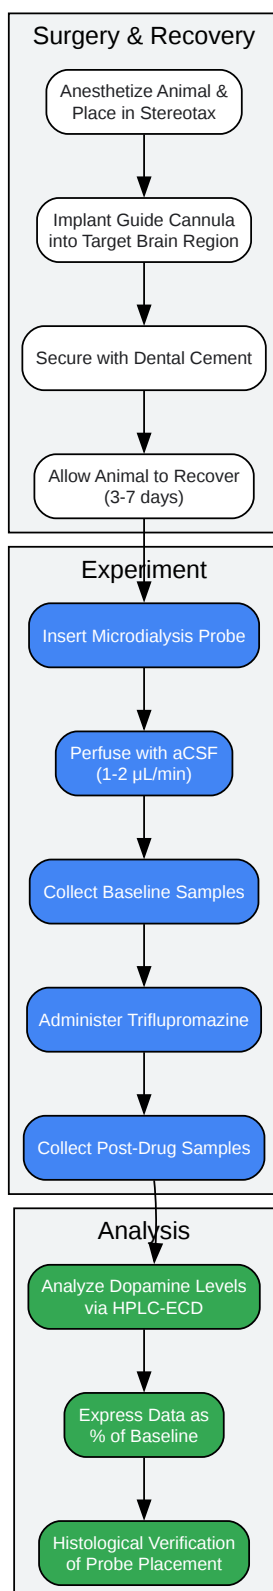 Surgery & Recovery
Anesthetize Animal &
Place in Stereotax
Implant Guide Cannula
into Target Brain Region
Secure with Dental Cement
Allow Animal to Recover
(3-7 days)
Experiment
Insert Microdialysis Probe
Perfuse with aCSF
(1-2 μL/min)
Collect Baseline Samples
Administer Triflupromazine
Collect Post-Drug Samples
Analysis
Analyze Dopamine Levels
via HPLC-ECD
Express Data as
% of Baseline
Histological Verification
of Probe Placement